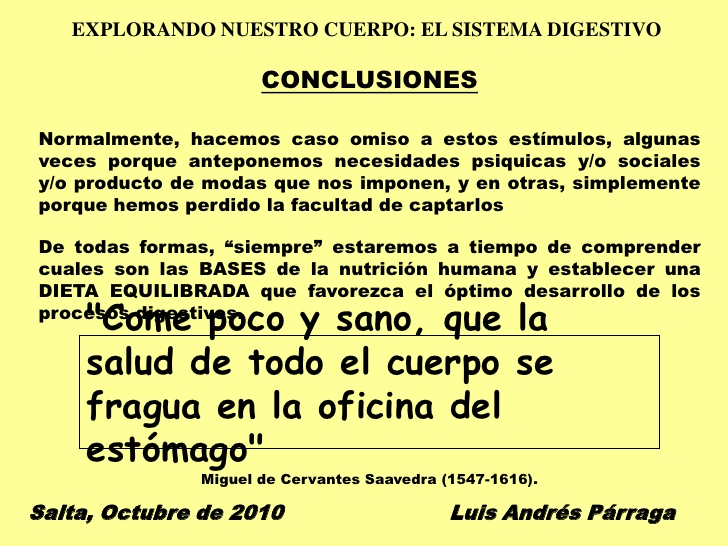 EXPLORANDO NUESTRO CUERPO: EL SISTEMA DIGESTIVO
CONCLUSIONES
Normalmente, hacemos caso omiso a estos estímulos, algunas
veces porque anteponemos necesidades psiquicas y/o sociales
y/o producto de modas que nos imponen, y en otras, simplemente
porque hemos perdido la facultad de captarlos
De todas formas, “siempre” estaremos a tiempo de comprender
cuales son las BASES de la nutrición humana y establecer una
DIETA EQUILIBRADA que favorezca el óptimo desarrollo de los
procesos digestivos.
"Come poco y sano, que la
salud de todo el cuerpo se
fragua en la oficina del
estómago"
Miguel de Cervantes Saavedra (1547-1616).
Salta, Octubre de 2010 Luis Andrés Párraga